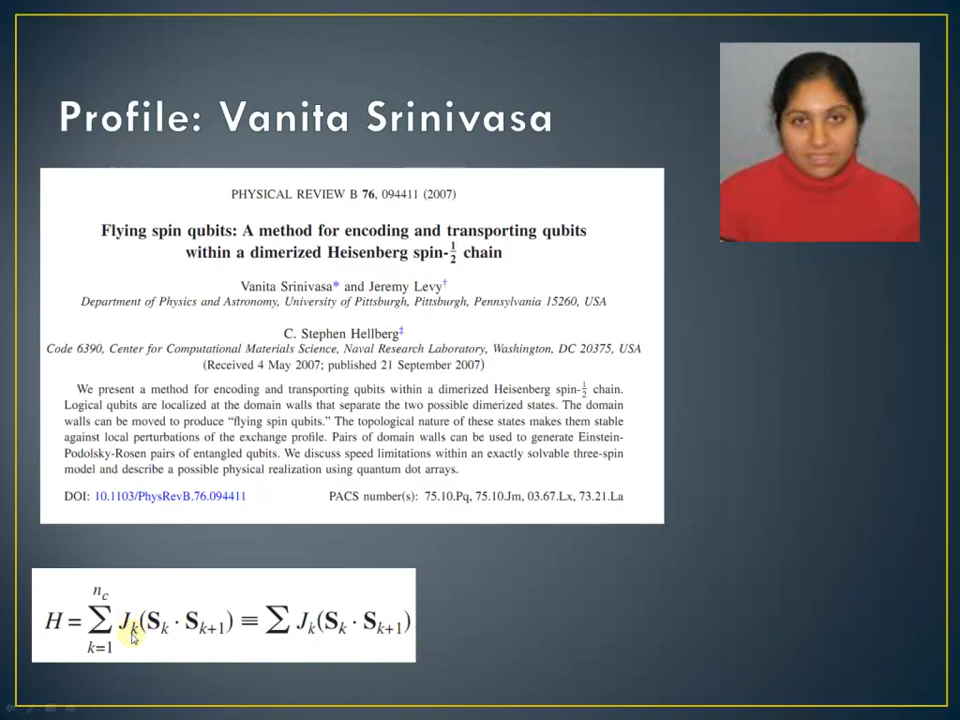 Profile: Vanita Srinivasa
PHYSICAL REVIEW B 76, 094411 (2007)
Flying spin qubits: A method for encoding and transporting qubits
within a dimerized Heisenberg spin-½ chain
Vanita Srinivasa* and Jeremy Levy†
Department of Physics and Astronomy, University of Pittsburgh, Pittsburgh, Pennsylvania 15260, USA
C. Stephen Hellberg‡
Code 6390, Center for Computational Materials Science, Naval Research Laboratory, Washington, DC 20375, USA
(Received 4 May 2007; published 21 September 2007)
We present a method for encoding and transporting qubits within a dimerized Heisenberg spin-½ chain.
Logical qubits are localized at the domain walls that separate the two possible dimerized states. The domain
walls can be moved to produce “flying spin qubits.” The topological nature of these states makes them stable
against local perturbations of the exchange profile. Pairs of domain walls can be used to generate Einstein-
Podolsky-Rosen pairs of entangled qubits. We discuss speed limitations within an exactly solvable three-spin
model and describe a possible physical realization using quantum dot arrays.
DOI: 10.1103/PhysRevB.76.094411 PACS number(s): 75.10.Pq, 75.10.Jm, 03.67.Lx, 73.21.La
H = ∑_{k=1}^{n_c} J_k(S_k · S_{k+1}) ≡ ∑ J_k(S_k · S_{k+1})